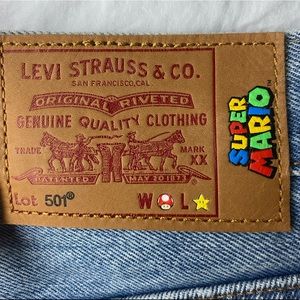 LEVI STRAUSS & CO.
SAN FRANCISCO, CAL
ORIGINAL RIVETED
GENUINE QUALITY CLOTHING
TRADE MARK
XX
PATENTED MAY 20 1873
Lot 501® W L
SUPER
MARIO